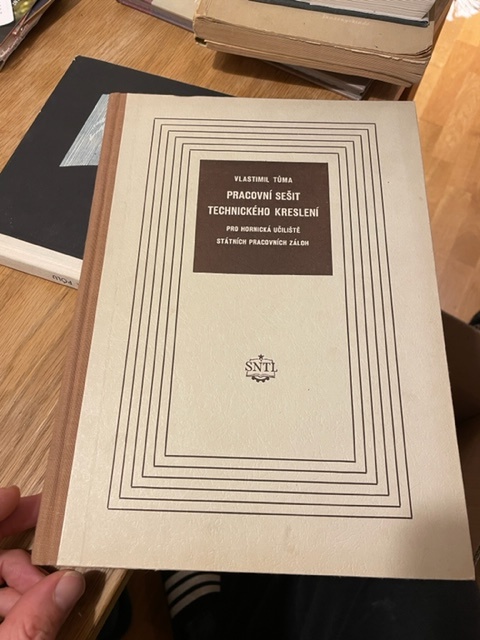 VLASTIMIL TŮMA
PRACOVNÍ SEŠIT
TECHNICKÉHO KRESLENÍ
PRO HORNICKÁ UČILIŠTĚ
STÁTNÍCH PRACOVNÍCH ZÁLOH
SNTL